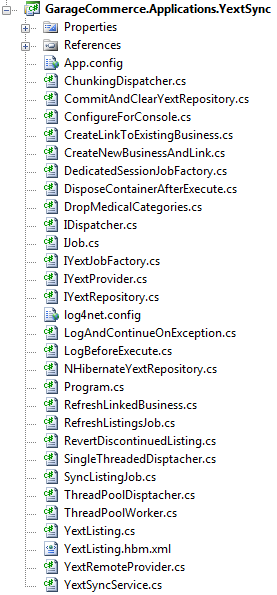 GarageCommerce.Applications.YextSync
Properties
References
App.config
ChunkingDispatcher.cs
CommitAndClearYextRepository.cs
ConfigureForConsole.cs
CreateLinkToExistingBusiness.cs
CreateNewBusinessAndLink.cs
DedicatedSessionJobFactory.cs
DisposeContainerAfterExecute.cs
DropMedicalCategories.cs
IDispatcher.cs
IJob.cs
IYextJobFactory.cs
IYextProvider.cs
IYextRepository.cs
log4net.config
LogAndContinueOnException.cs
LogBeforeExecute.cs
NHibernateYextRepository.cs
Program.cs
RefreshLinkedBusiness.cs
RefreshListingsJob.cs
RevertDiscontinuedListing.cs
SingleThreadedDisptacher.cs
SyncListingJob.cs
ThreadPoolDisptacher.cs
ThreadPoolWorker.cs
YextListing.cs
YextListing.hbm.xml
YextRemoteProvider.cs
YextSyncService.cs